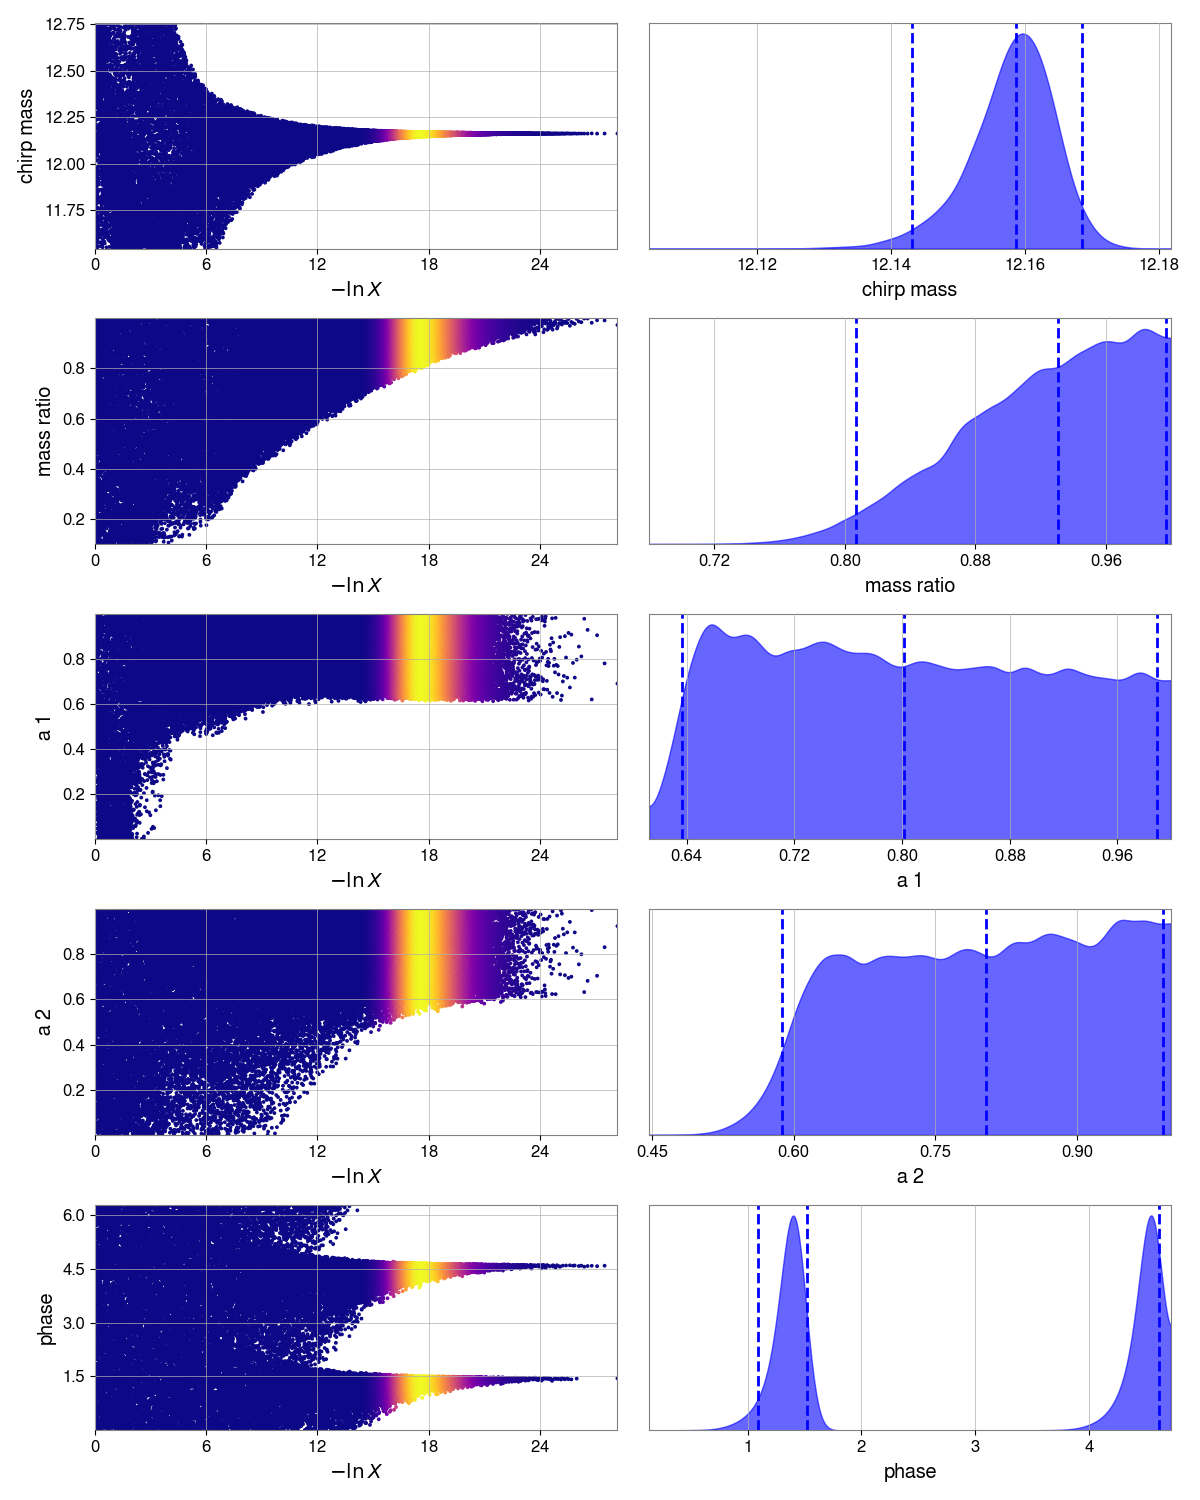 12.75
12.50
12.25
12.00
11.75
chirp mass
0 6 12 18 24
−ln X
12.12 12.14 12.16 12.18
chirp mass
0.8
0.6
0.4
0.2
mass ratio
0 6 12 18 24
−ln X
0.72 0.80 0.88 0.96
mass ratio
0.8
0.6
0.4
0.2
a 1
0 6 12 18 24
−ln X
0.64 0.72 0.80 0.88 0.96
a 1
0.8
0.6
0.4
0.2
a 2
0 6 12 18 24
−ln X
0.45 0.60 0.75 0.90
a 2
6.0
4.5
3.0
1.5
phase
0 6 12 18 24
−ln X
1 2 3 4
phase